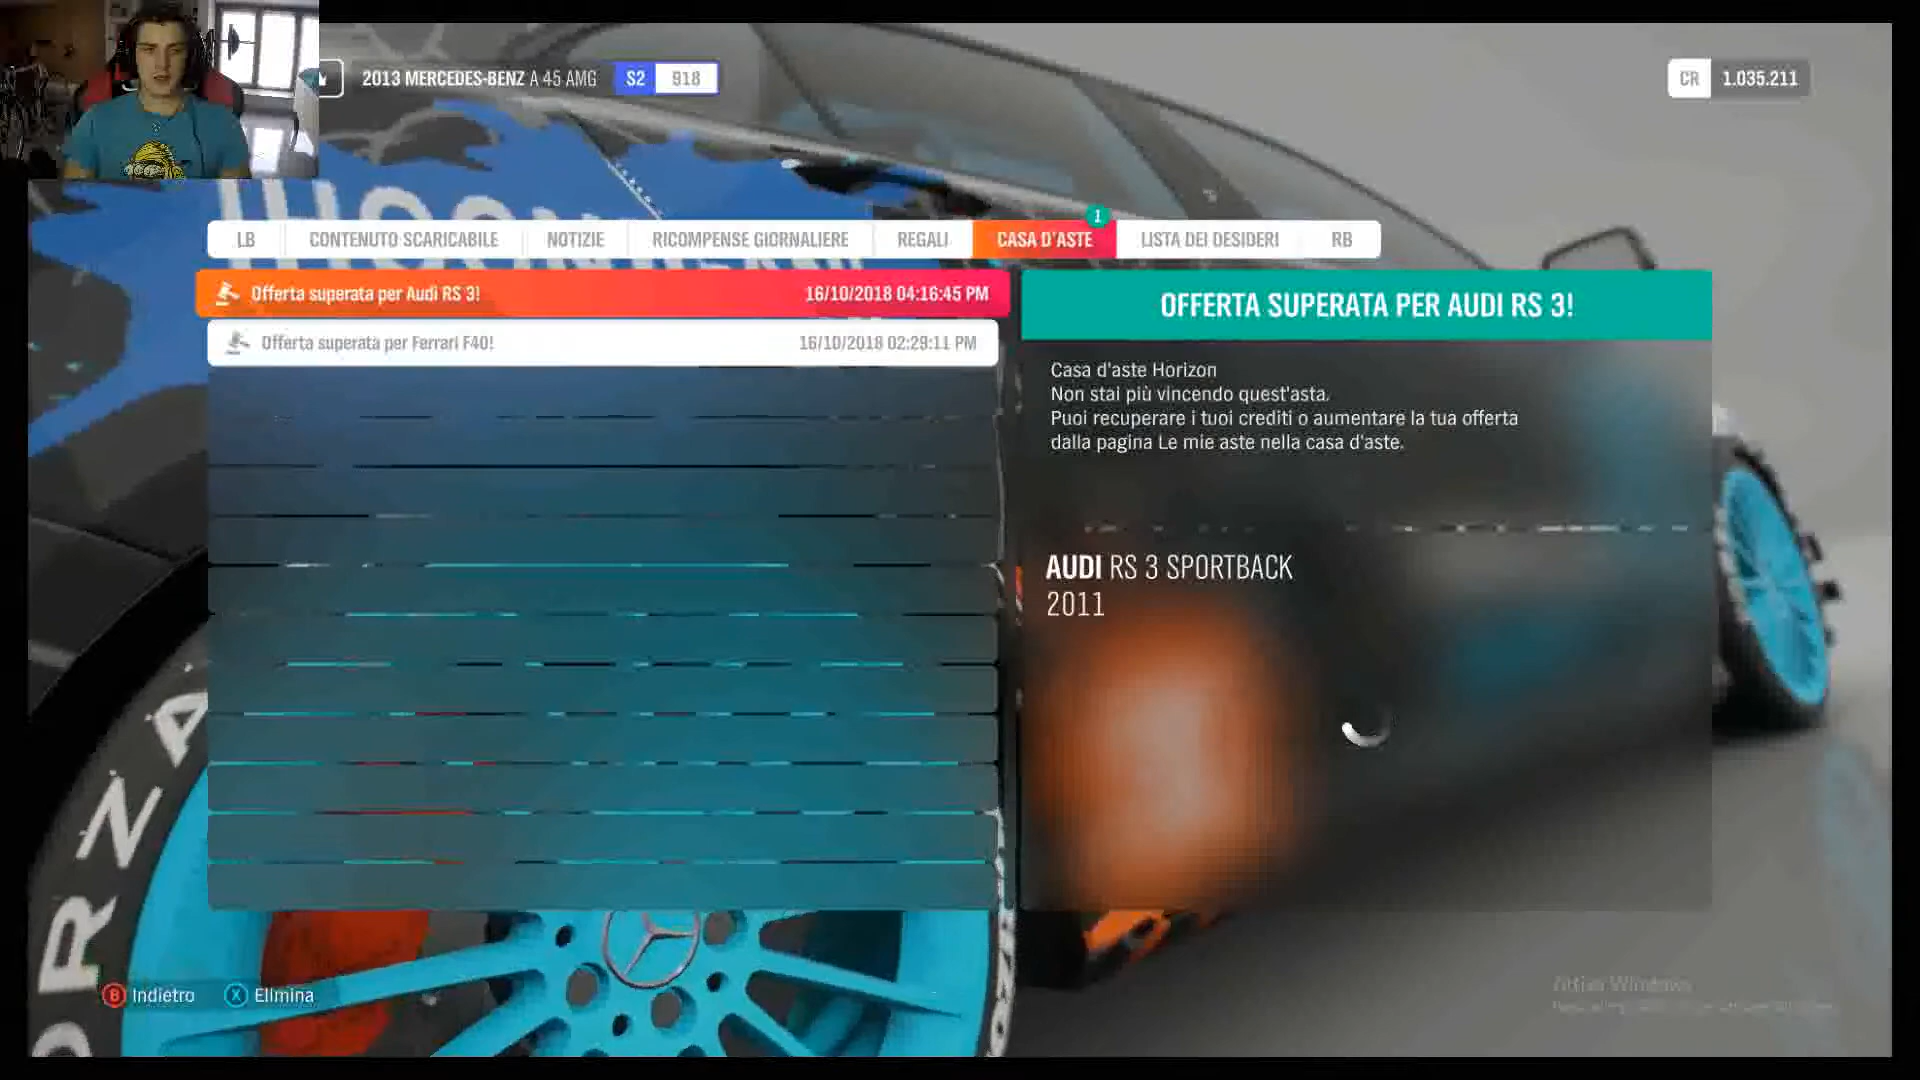 2013 MERCEDES-BENZ A 45 AMG S2 918
CR 1.035.211
1
LB CONTENUTO SCARICABILE NOTIZIE RICOMPENSE GIORNALIERE REGALI CASA D'ASTE LISTA DEI DESIDERI RB
Offerta superata per Audi RS 3! 16/10/2018 04:16:45 PM
Offerta superata per Ferrari F40! 16/10/2018 02:29:11 PM
OFFERTA SUPERATA PER AUDI RS 3!
Casa d'aste Horizon
Non stai più vincendo quest'asta.
Puoi recuperare i tuoi crediti o aumentare la tua offerta
dalla pagina Le mie aste nella casa d'aste.
AUDI RS 3 SPORTBACK
2011
ORZA
B Indietro X Elimina
Windows